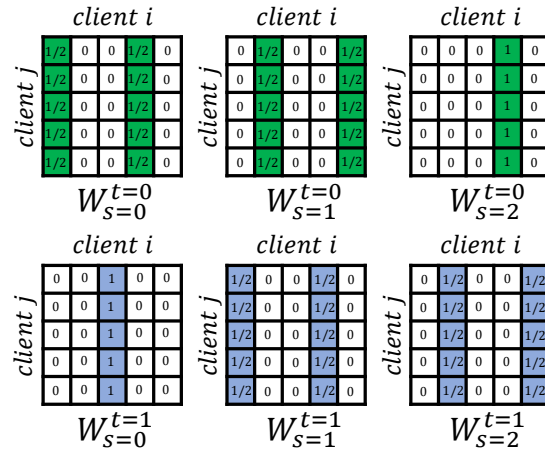 client i client i client i
client j client j client j
1/2 0 0 1/2 0 0 1/2 0 0 1/2 0 0 0 1 0
1/2 0 0 1/2 0 0 1/2 0 0 1/2 0 0 0 1 0
1/2 0 0 1/2 0 0 1/2 0 0 1/2 0 0 0 1 0
1/2 0 0 1/2 0 0 1/2 0 0 1/2 0 0 0 1 0
1/2 0 0 1/2 0 0 1/2 0 0 1/2 0 0 0 1 0
W_{s=0}^{t=0} W_{s=1}^{t=0} W_{s=2}^{t=0}
client i client i client i
client j client j client j
0 0 1 0 0 1/2 0 0 1/2 0 0 1/2 0 0 1/2
0 0 1 0 0 1/2 0 0 1/2 0 0 1/2 0 0 1/2
0 0 1 0 0 1/2 0 0 1/2 0 0 1/2 0 0 1/2
0 0 1 0 0 1/2 0 0 1/2 0 0 1/2 0 0 1/2
0 0 1 0 0 1/2 0 0 1/2 0 0 1/2 0 0 1/2
W_{s=0}^{t=1} W_{s=1}^{t=1} W_{s=2}^{t=1}